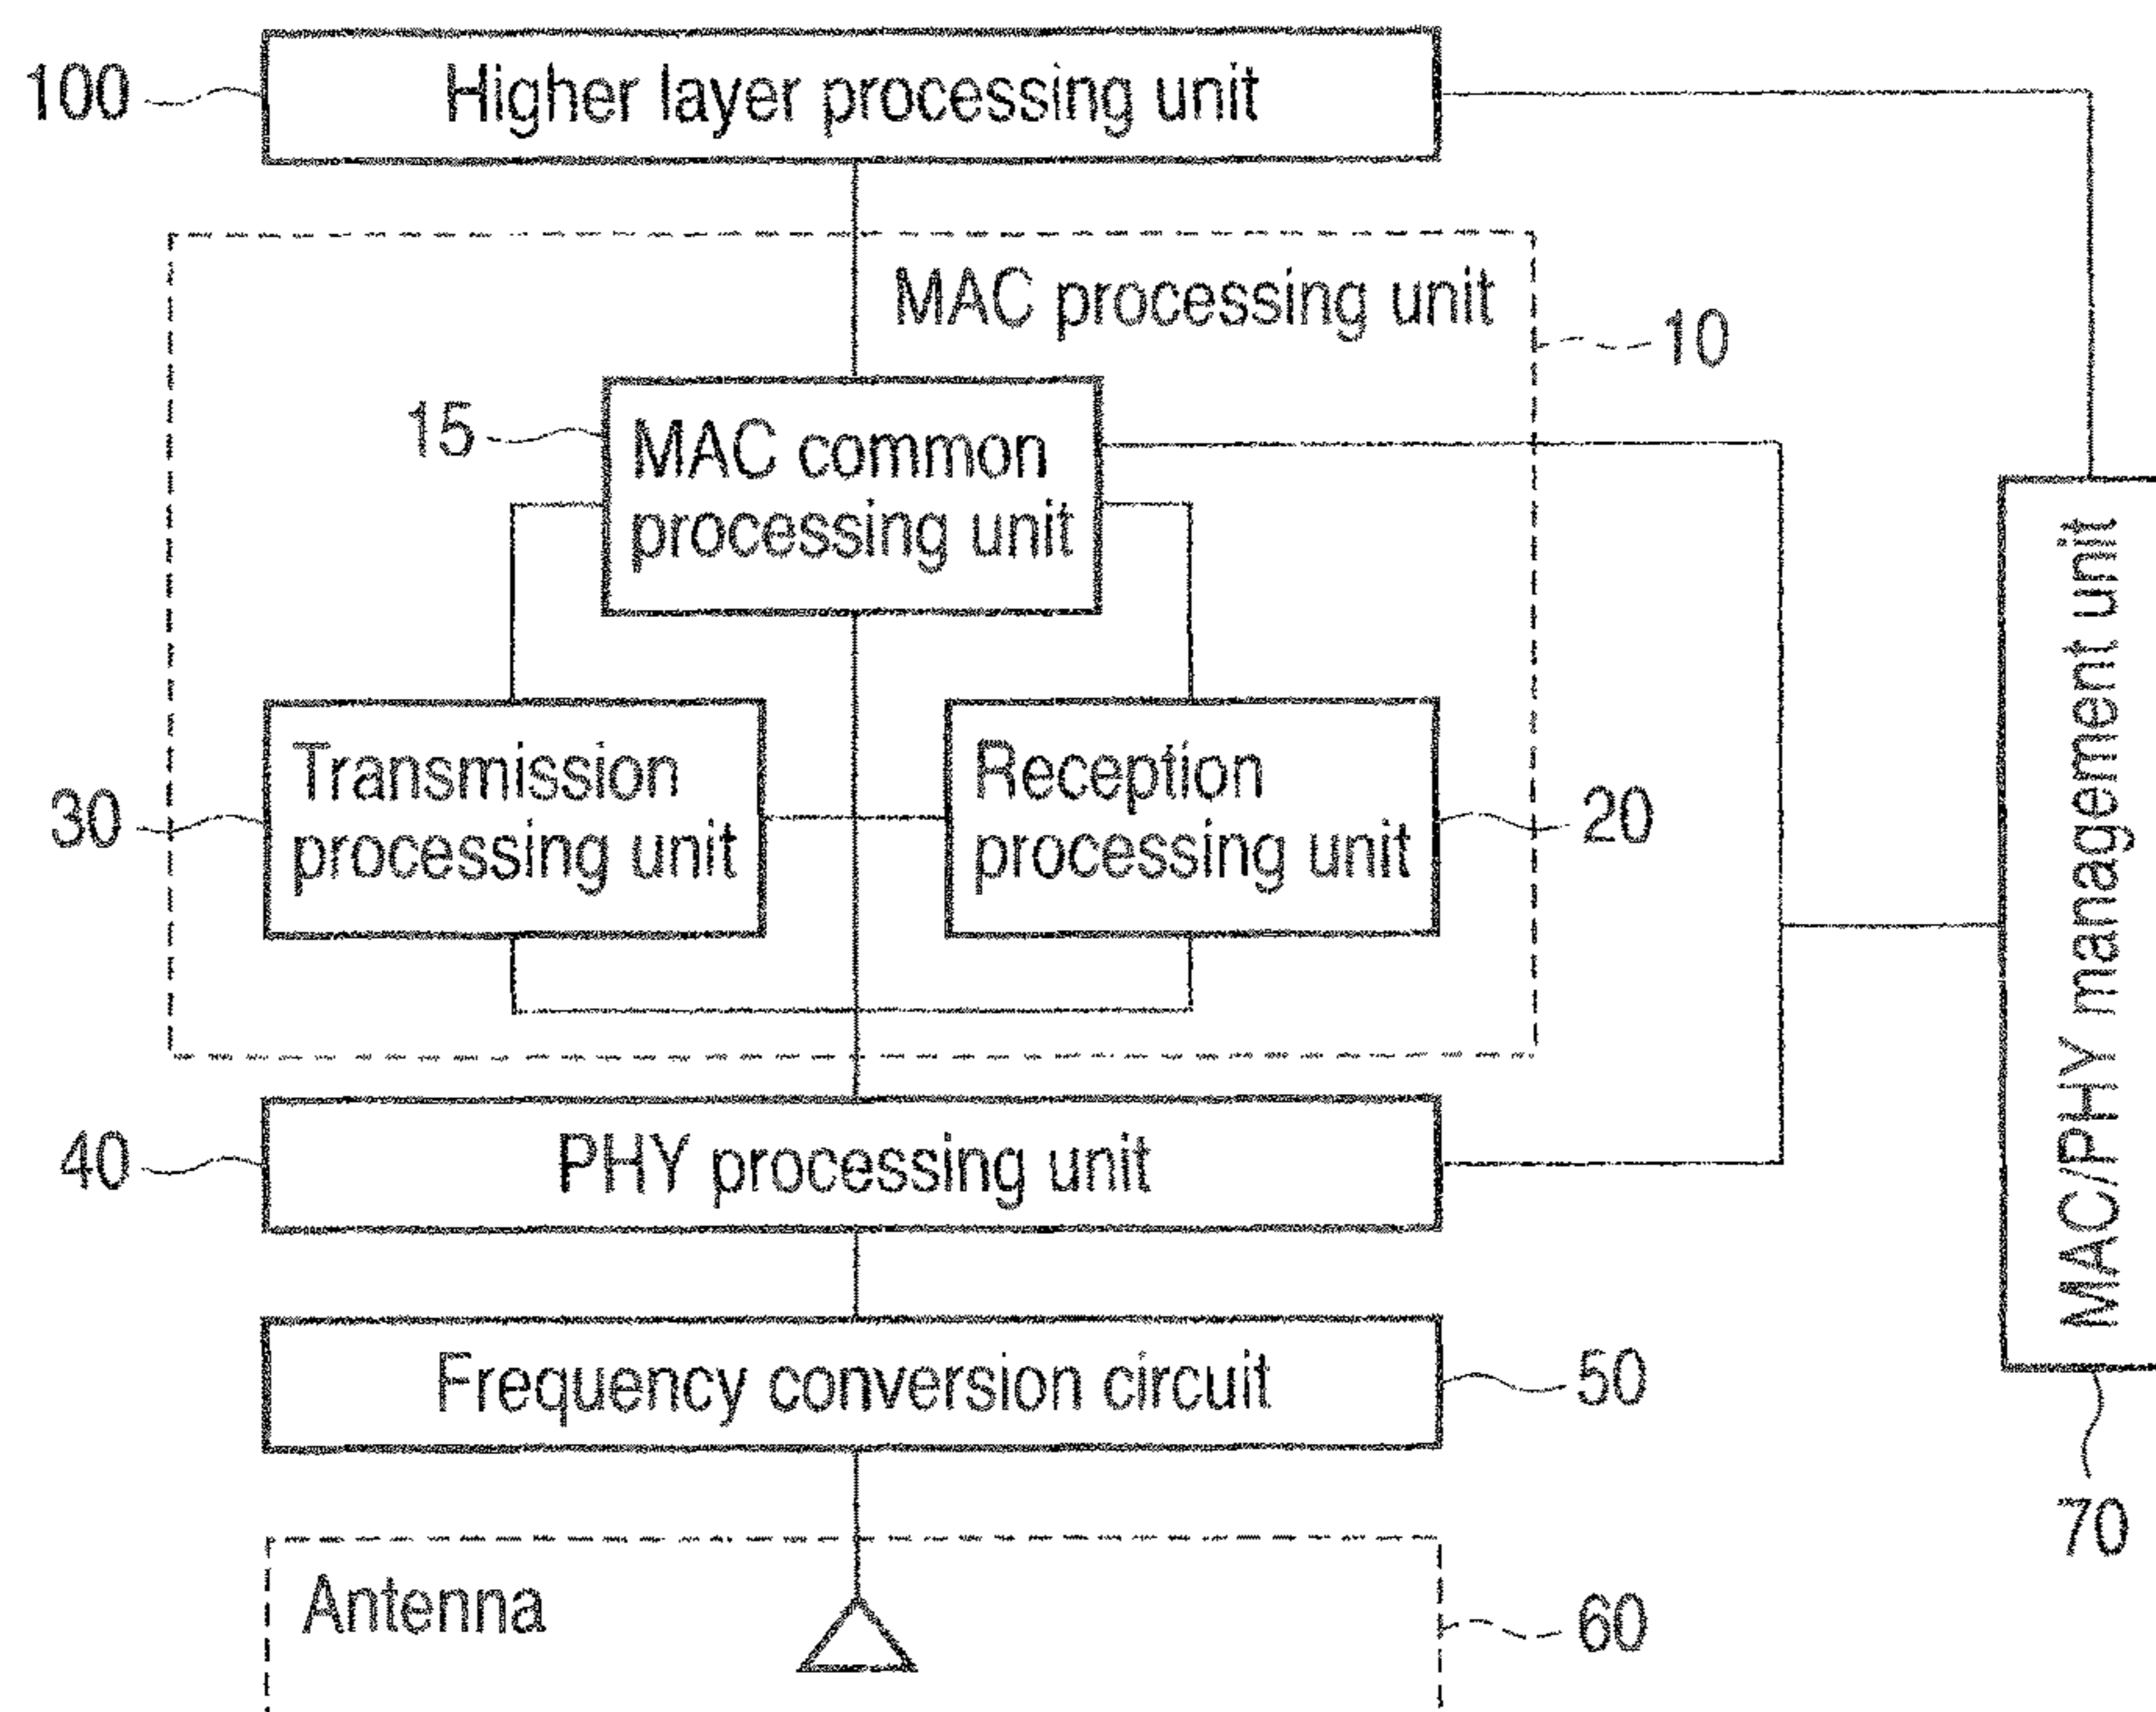 100
Higher layer processing unit
MAC processing unit
10
15
MAC common
processing unit
30
Transmission
processing unit
Reception
processing unit
20
MAC/PHY management unit
40
PHY processing unit
Frequency conversion circuit
50
70
Antenna
60